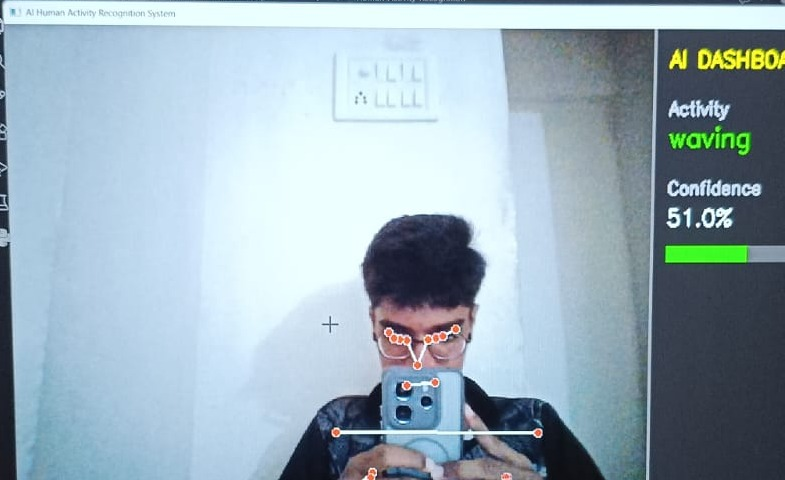 AI Human Activity Recognition System
AI DASHBOA
Activity
waving
Confidence
51.0%